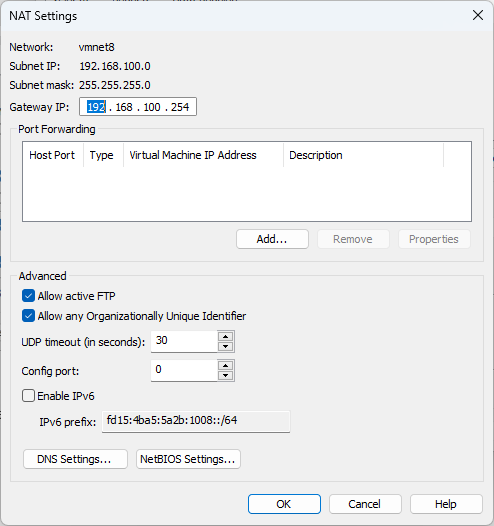 NAT Settings
Network: vmnet8
Subnet IP: 192.168.100.0
Subnet mask: 255.255.255.0
Gateway IP: 192 . 168 . 100 . 254
Port Forwarding
Host Port Type Virtual Machine IP Address Description
Add... Remove Properties
Advanced
Allow active FTP
Allow any Organizationally Unique Identifier
UDP timeout (in seconds): 30
Config port: 0
Enable IPv6
IPv6 prefix: fd15:4ba5:5a2b:1008::/64
DNS Settings... NetBIOS Settings...
OK Cancel Help